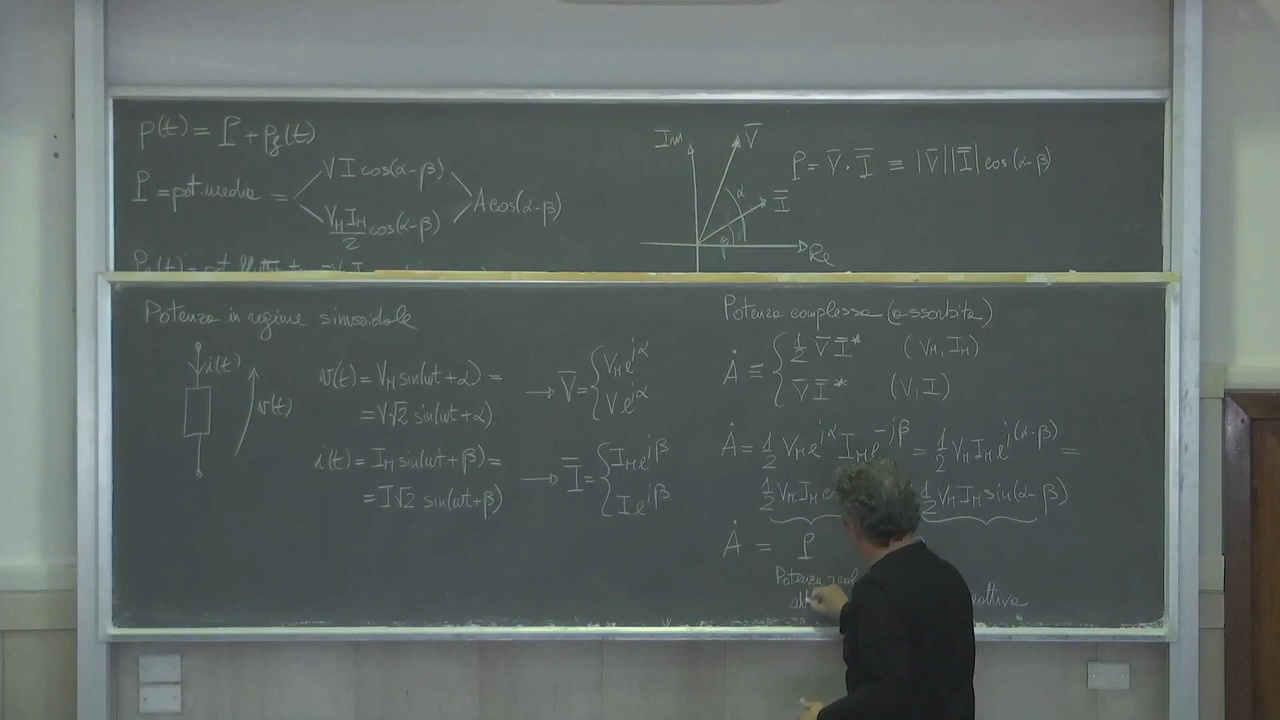 p(t) = P + p_f(t)
P = pot. media =
V I cos(α-β)
V_M I_M / 2 cos(α-β)
A cos(α-β)
Im
V̄
α
Ī
β
Re
P = V̄ · Ī ≡ |V̄||Ī| cos(α-β)
Potenza in regime sinusoidale
i(t)
v(t)
v(t) = V_M sin(ωt+α) =
= V√2 sin(ωt+α)
→ V̄ = { V_M e^{jα}
V e^{jα}
i(t) = I_M sin(ωt+β) =
= I√2 sin(ωt+β)
→ Ī = { I_M e^{jβ}
I e^{jβ}
Potenza complessa (assorbita)
Ȧ ≡ { 1/2 V̄ Ī* (V_M, I_M)
V̄ Ī* (V, I)
Ȧ = 1/2 V_M e^{jα} I_M e^{-jβ} = 1/2 V_M I_M e^{j(α-β)} =
1/2 V_M I_M 1/2 V_M I_M sin(α-β)
Ȧ = P
Potenza